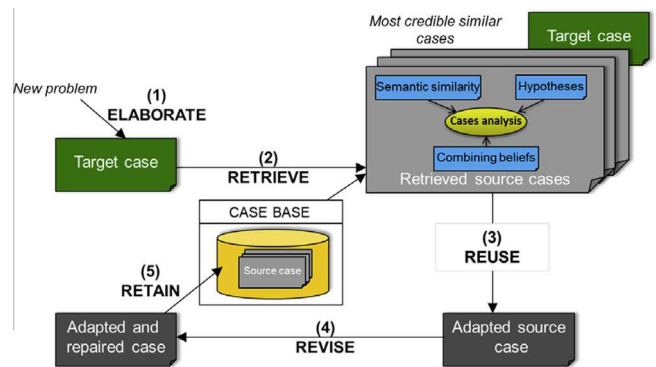 Most credible similar
cases
Target case
New problem
(1)
ELABORATE
Semantic similarity
Hypotheses
Cases analysis
Combining beliefs
Retrieved source cases
Target case
(2)
RETRIEVE
CASE BASE
Source case
(3)
REUSE
(5)
RETAIN
Adapted and
repaired case
(4)
REVISE
Adapted source
case